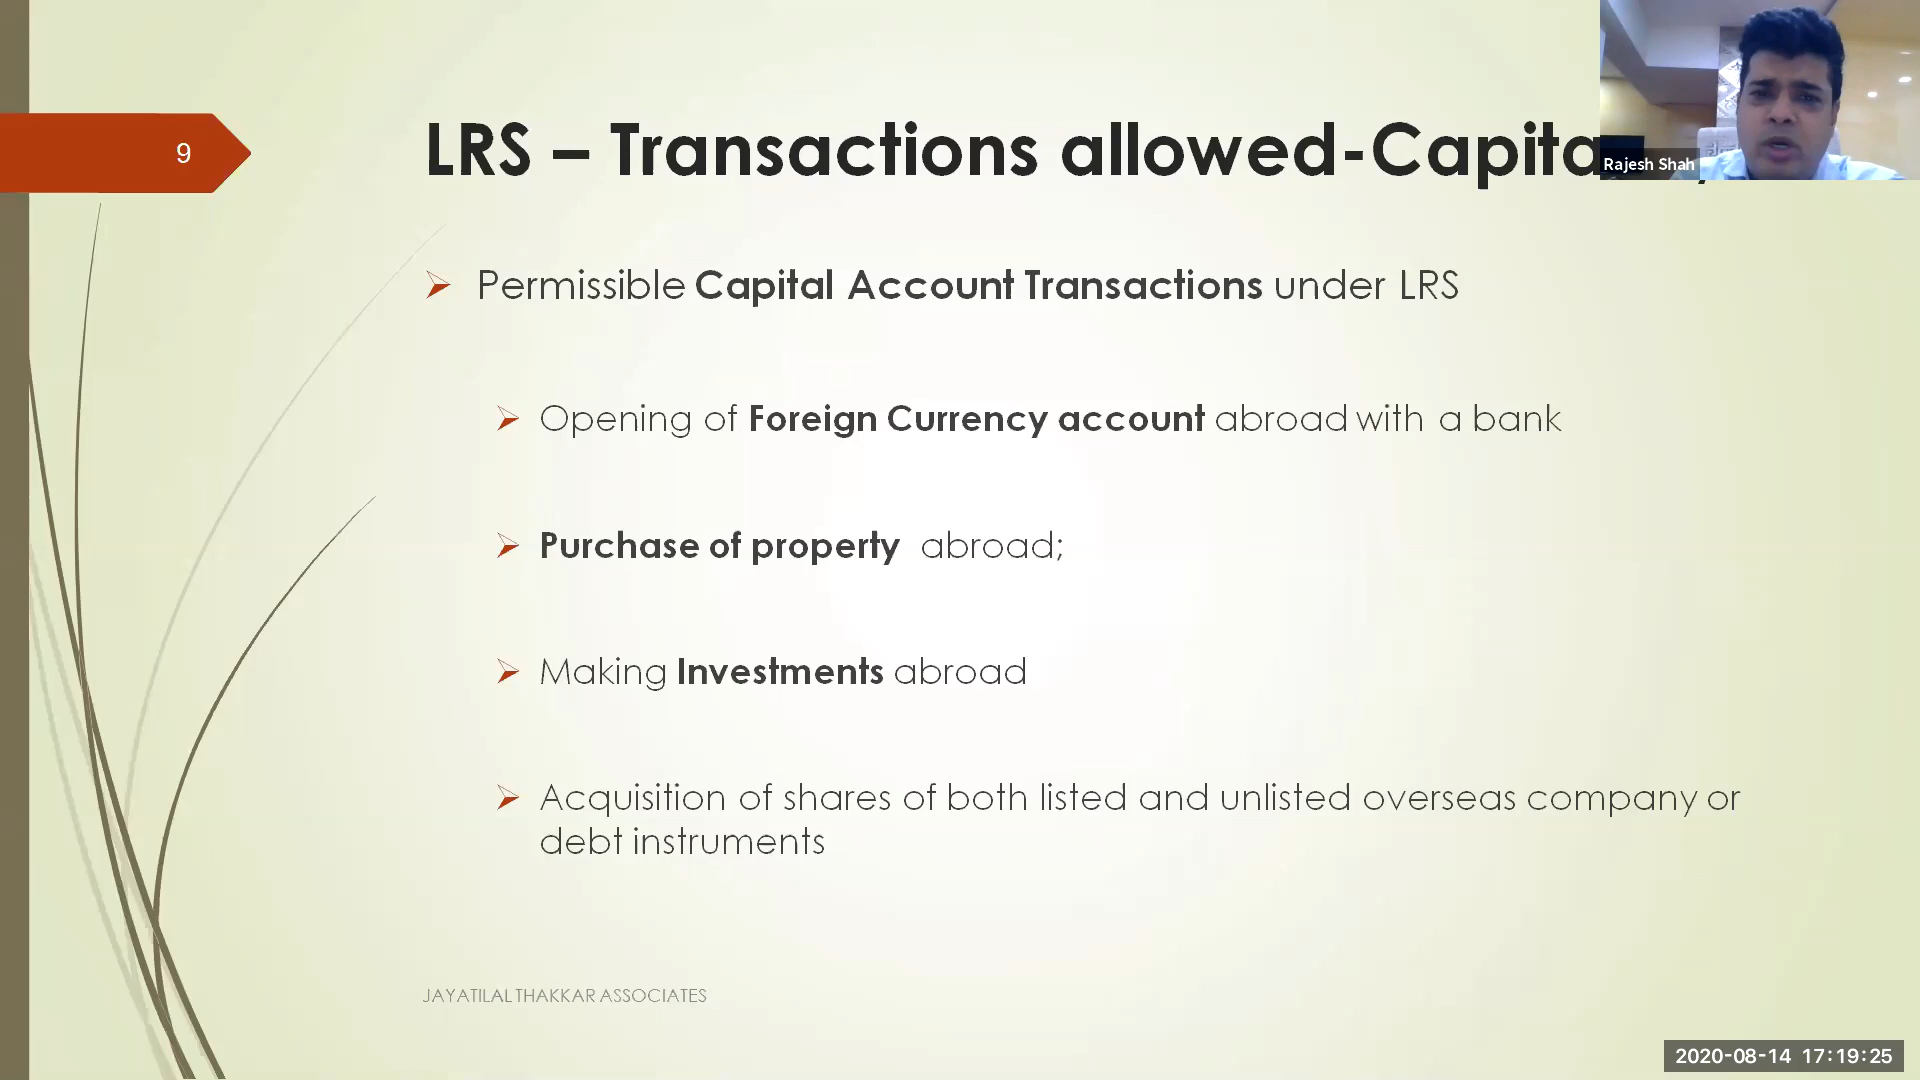 9
LRS – Transactions allowed-Capita
Rajesh Shah
Permissible Capital Account Transactions under LRS
Opening of Foreign Currency account abroad with a bank
Purchase of property abroad;
Making Investments abroad
Acquisition of shares of both listed and unlisted overseas company or
debt instruments
JAYATILAL THAKKAR ASSOCIATES
2020-08-14 17:19:25